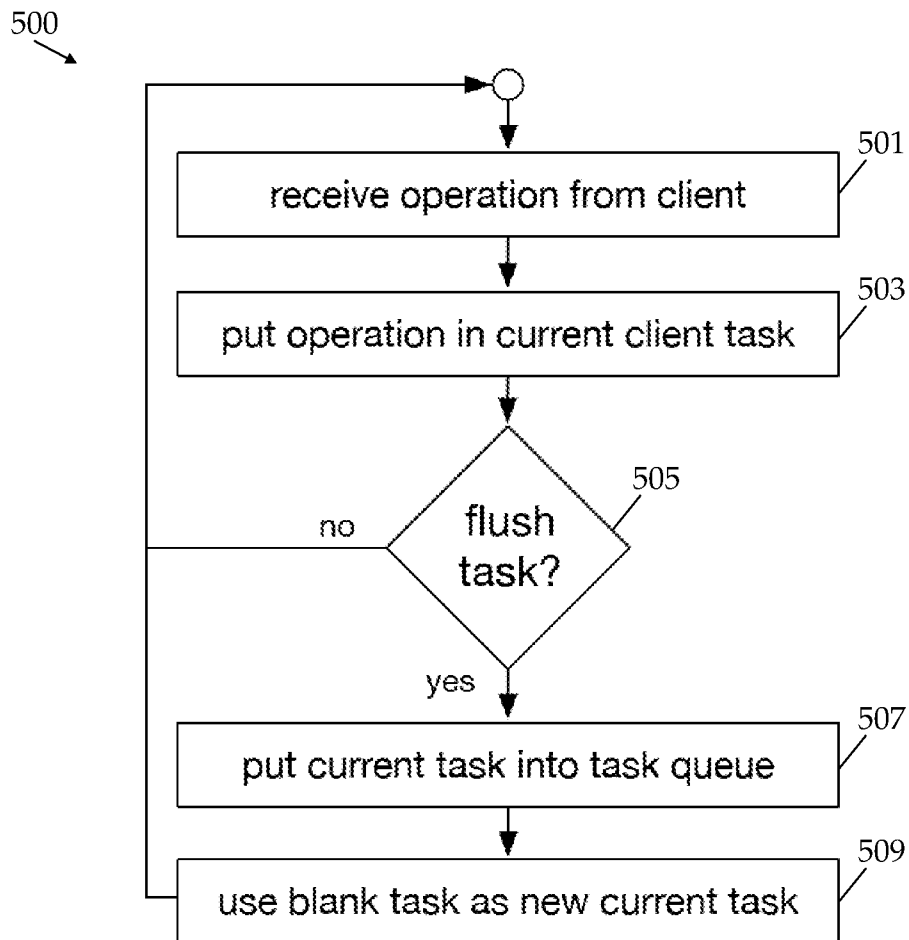 500
501
receive operation from client
503
put operation in current client task
505
flush
task?
no
yes
507
put current task into task queue
509
use blank task as new current task